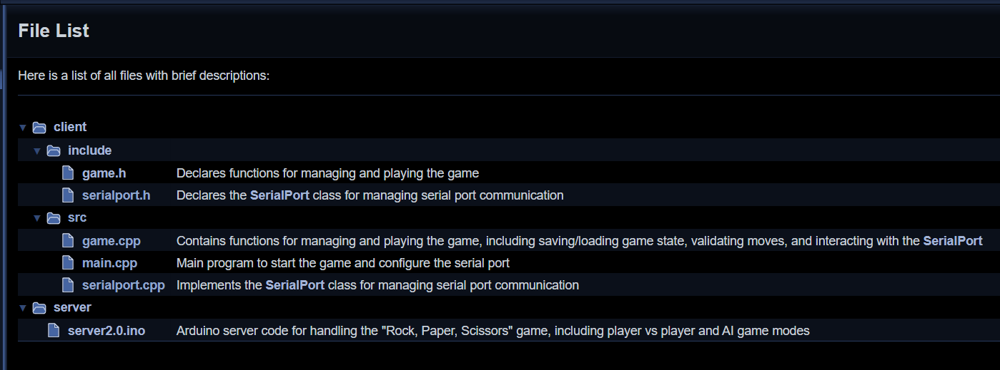 File List
Here is a list of all files with brief descriptions:
client
include
game.h Declares functions for managing and playing the game
serialport.h Declares the SerialPort class for managing serial port communication
src
game.cpp Contains functions for managing and playing the game, including saving/loading game state, validating moves, and interacting with the SerialPort
main.cpp Main program to start the game and configure the serial port
serialport.cpp Implements the SerialPort class for managing serial port communication
server
server2.0.ino Arduino server code for handling the "Rock, Paper, Scissors" game, including player vs player and AI game modes